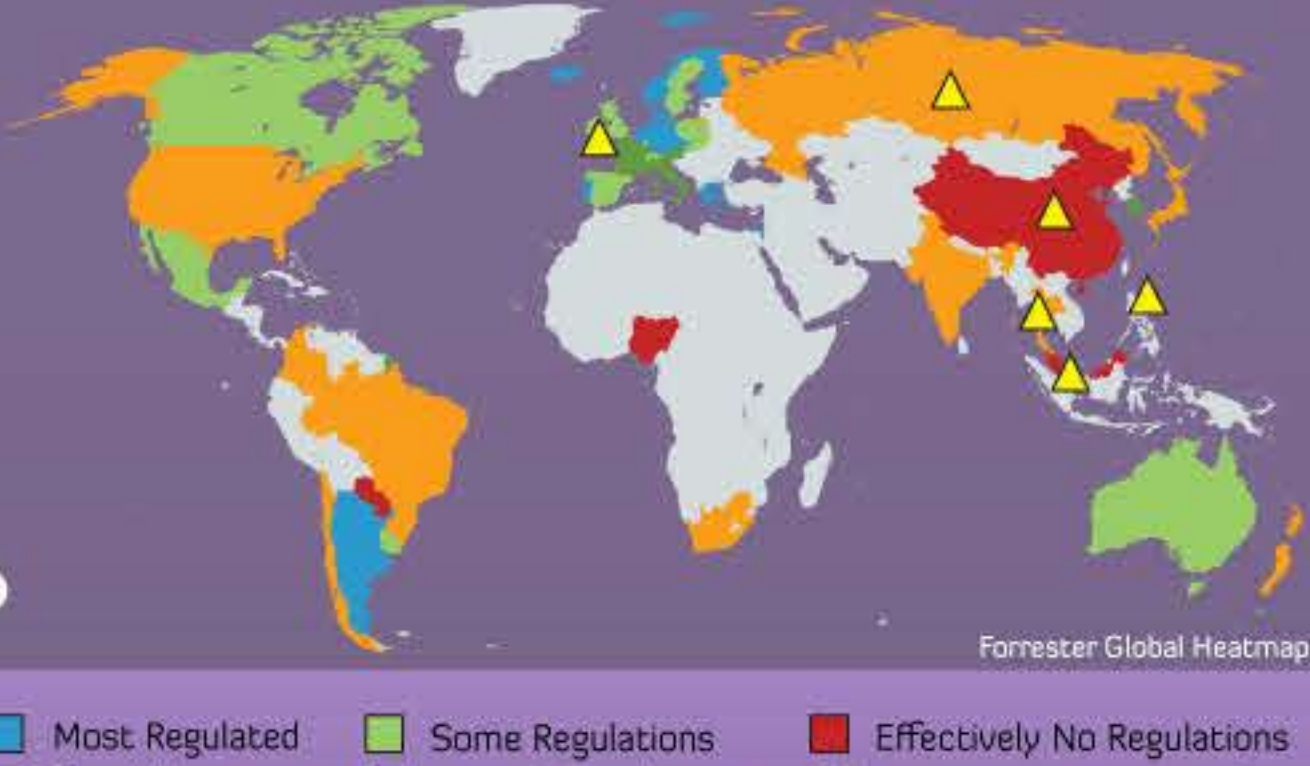 Forrester Global Heatmap
Most Regulated
Some Regulations
Effectively No Regulations